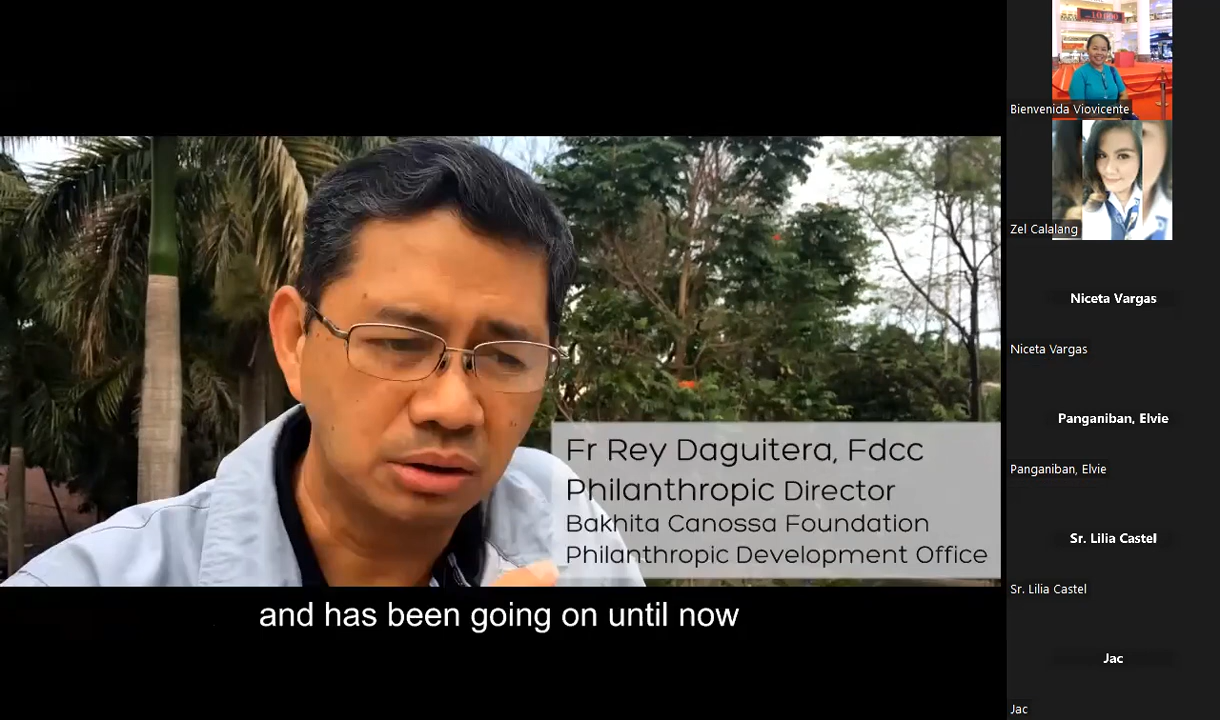 Fr Rey Daguitera, Fdcc
Philanthropic Director
Bakhita Canossa Foundation
Philanthropic Development Office
and has been going on until now
Bienvenida Viovicente
Zel Calalang
Niceta Vargas
Niceta Vargas
Panganiban, Elvie
Panganiban, Elvie
Sr. Lilia Castel
Sr. Lilia Castel
Jac
Jac